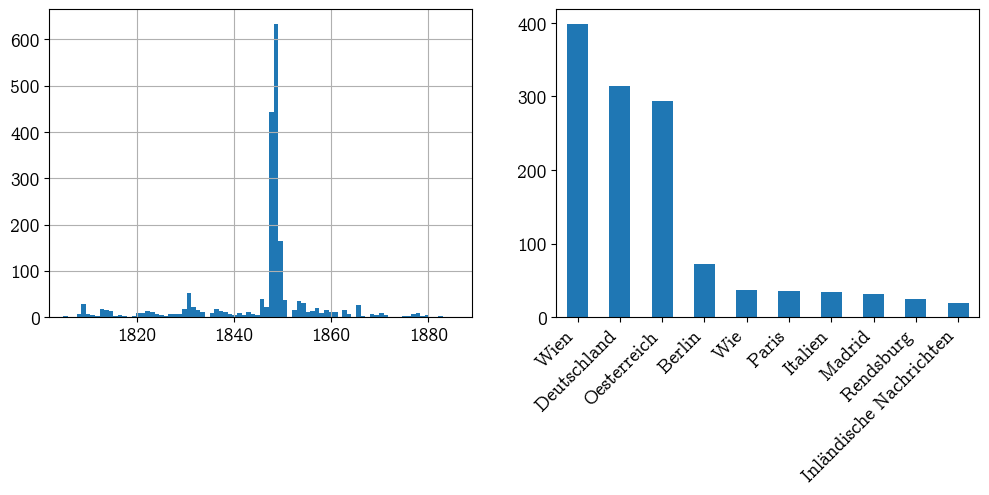 600
500
400
300
200
100
0
1820 1840 1860 1880
400
300
200
100
0
Wien
Deutschland
Oesterreich
Berlin
Wie
Paris
Italien
Madrid
Rendsburg
Inländische Nachrichten